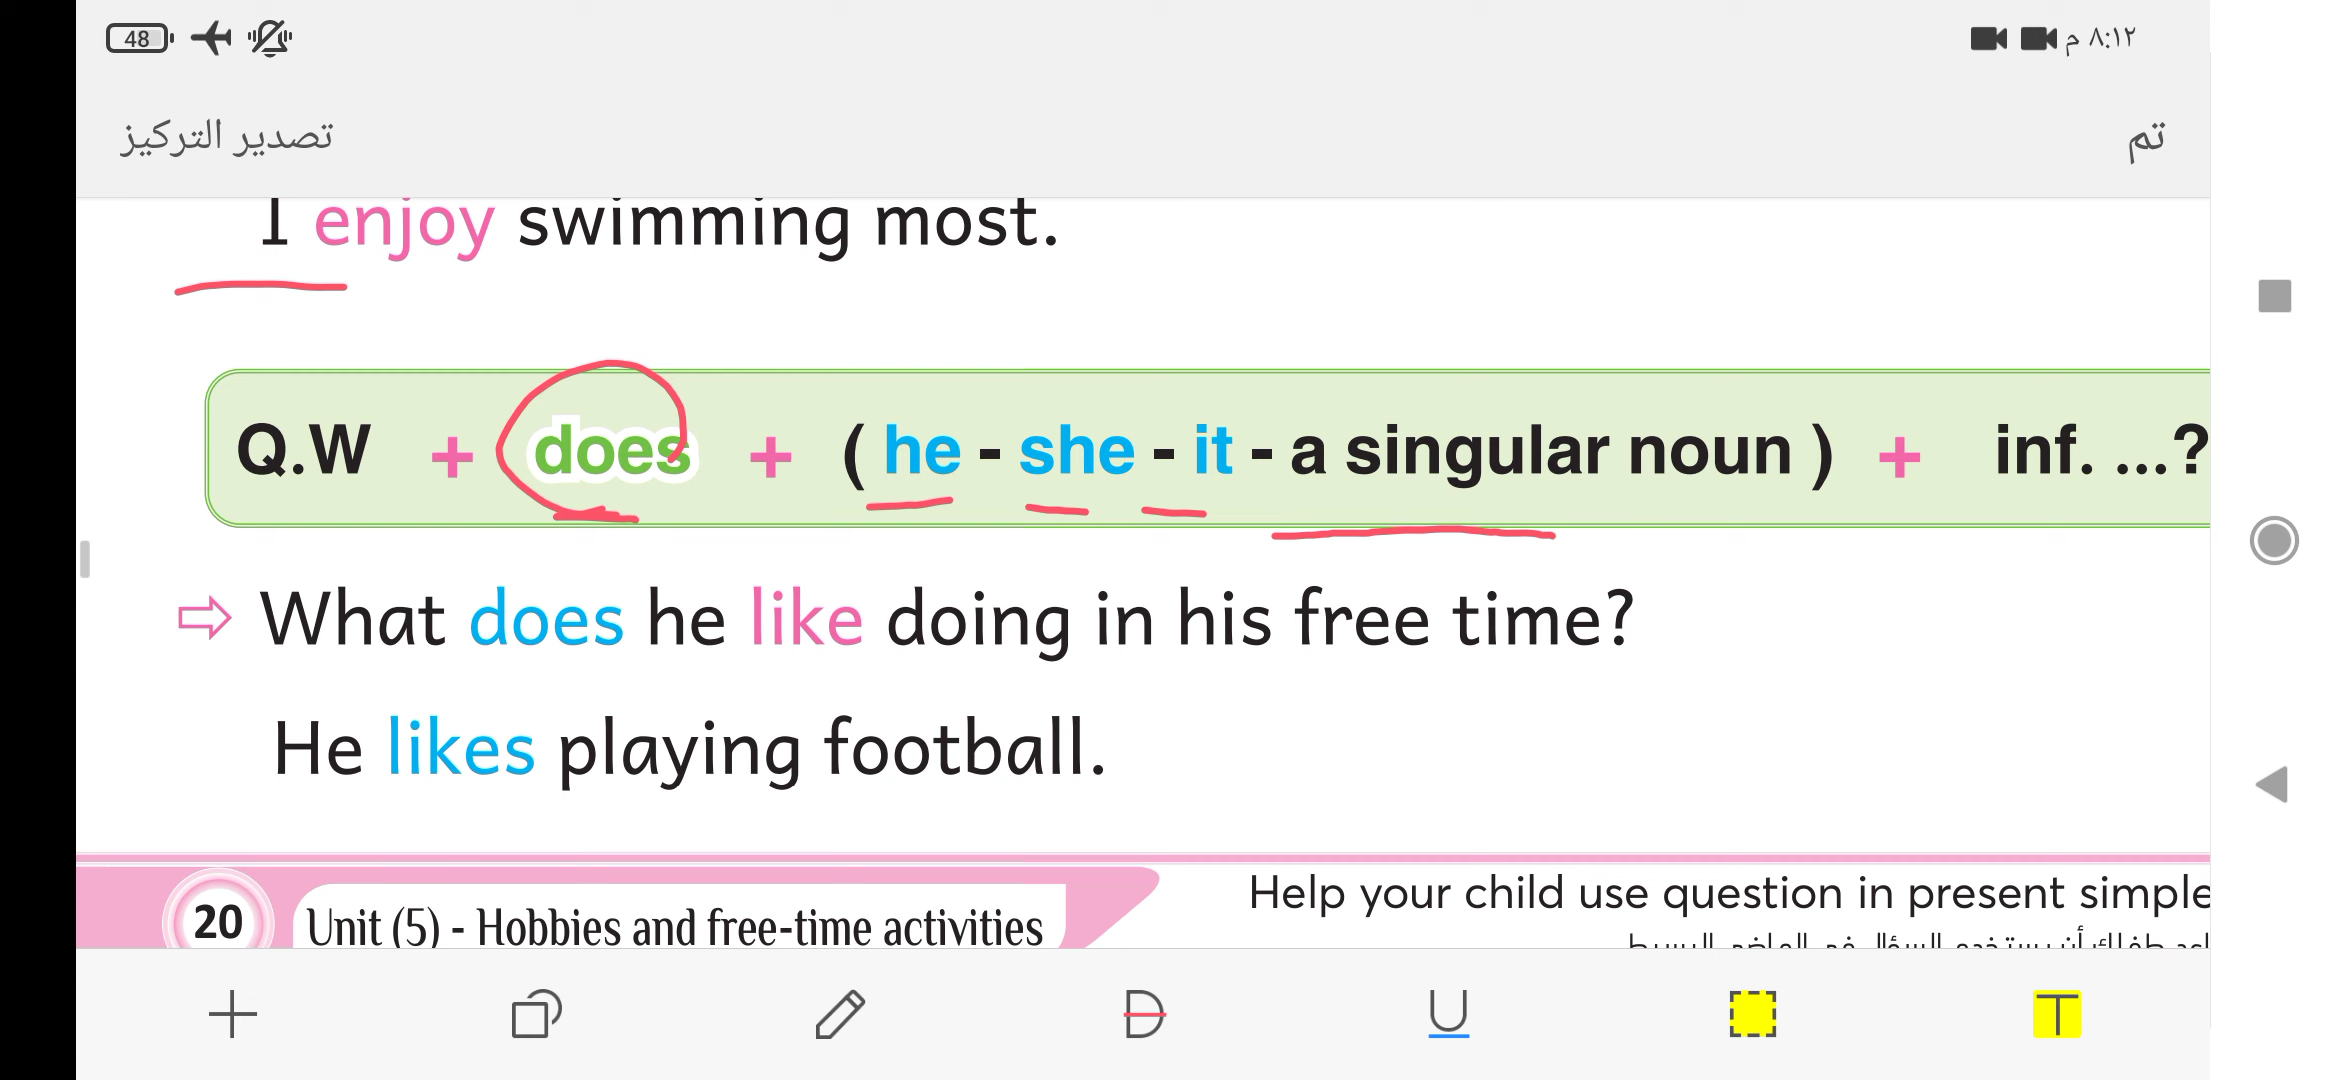 48
م ٨:١٢
تصدير التركيز
تم
I enjoy swimming most.
Q.W + does + ( he - she - it - a singular noun ) + inf. ...?
⇨ What does he like doing in his free time?
He likes playing football.
20
Unit (5) - Hobbies and free-time activities
Help your child use question in present simple
D
U
T